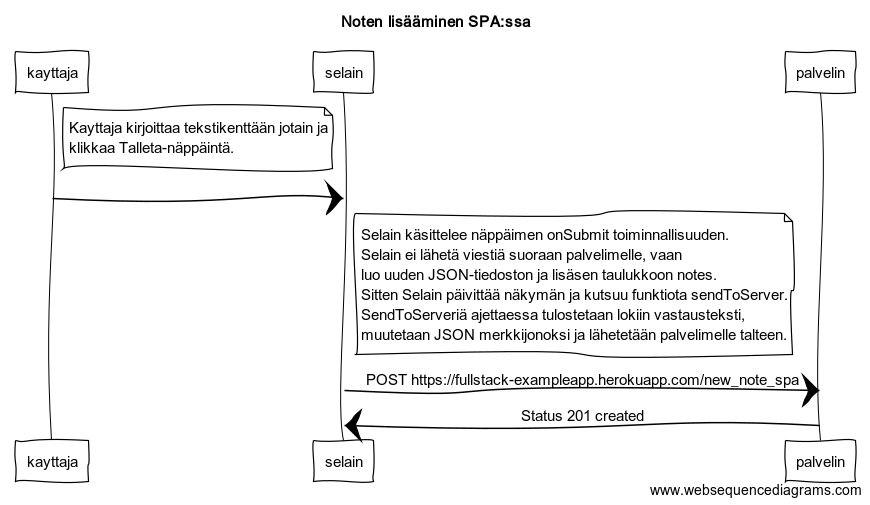 Noten lisääminen SPA:ssa
kayttaja
selain
palvelin
Kayttaja kirjoittaa tekstikenttään jotain ja
klikkaa Talleta-näppäintä.
Selain käsittelee näppäimen onSubmit toiminnallisuuden.
Selain ei lähetä viestiä suoraan palvelimelle, vaan
luo uuden JSON-tiedoston ja lisäsen taulukkoon notes.
Sitten Selain päivittää näkymän ja kutsuu funktiota sendToServer.
SendToServeriä ajettaessa tulostetaan lokiin vastausteksti,
muutetaan JSON merkkijonoksi ja lähetetään palvelimelle talteen.
POST https://fullstack-exampleapp.herokuapp.com/new_note_spa
Status 201 created
kayttaja
selain
palvelin
www.websequencediagrams.com